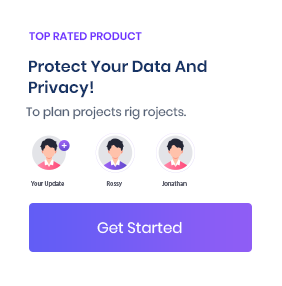 TOP RATED PRODUCT
Protect Your Data And
Privacy!
To plan projects rig rojects.
Your Update Rossy Jonathan
Get Started